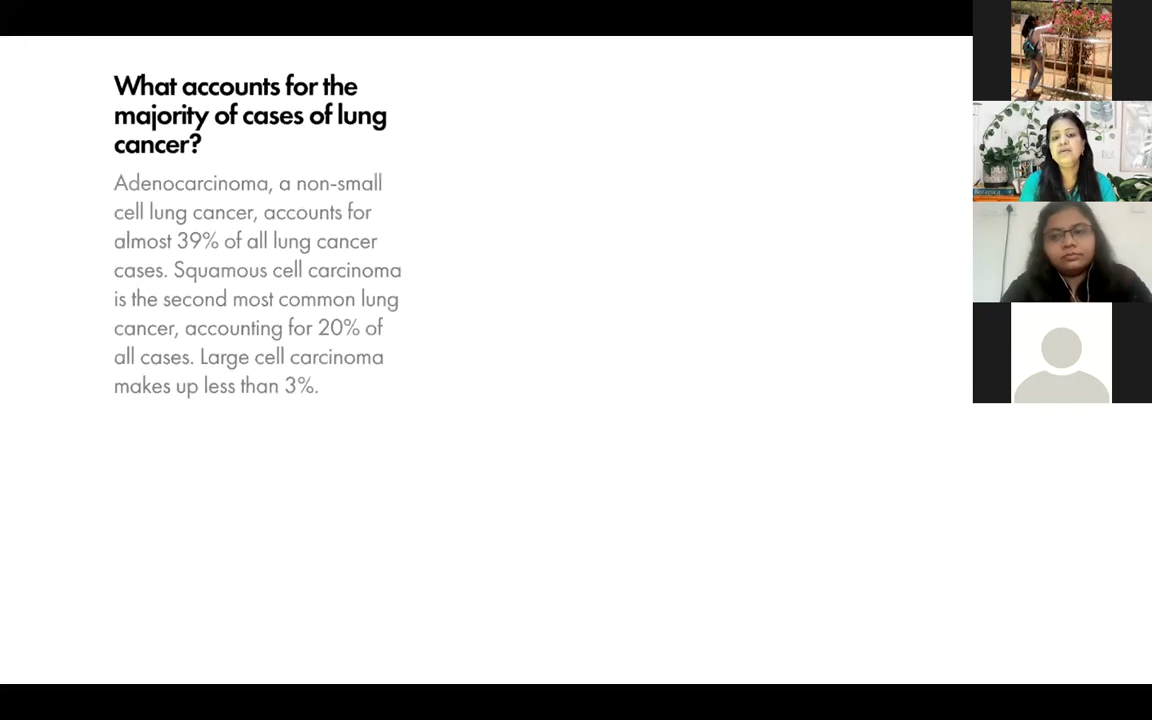 What accounts for the
majority of cases of lung
cancer?
Adenocarcinoma, a non-small
cell lung cancer, accounts for
almost 39% of all lung cancer
cases. Squamous cell carcinoma
is the second most common lung
cancer, accounting for 20% of
all cases. Large cell carcinoma
makes up less than 3%.
Botanica